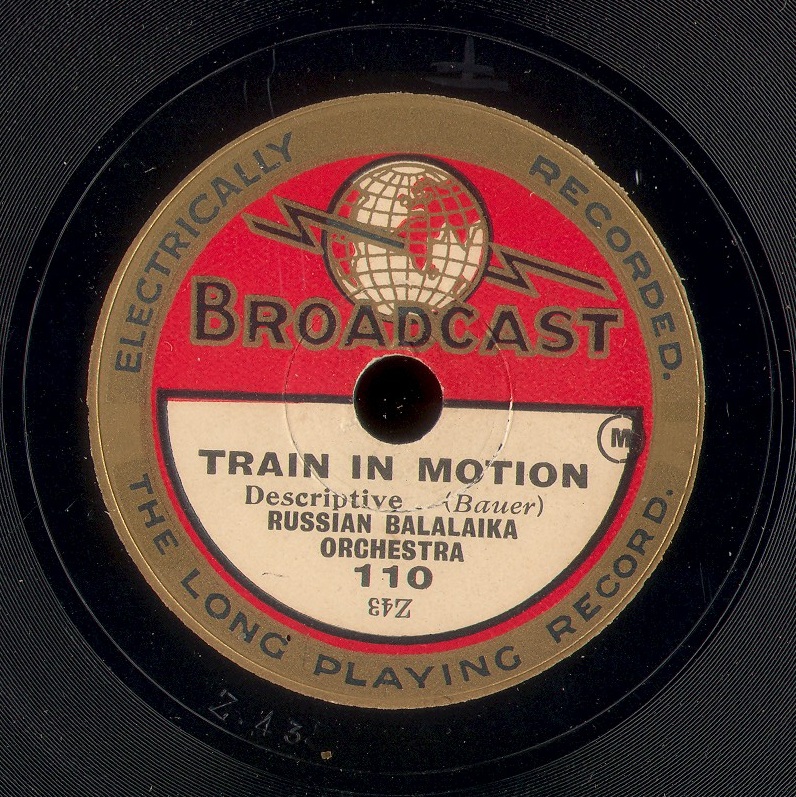 ELECTRICALLY RECORDED.
BROADCAST
M
TRAIN IN MOTION
Descriptive .. (Bauer)
RUSSIAN BALALAIKA
ORCHESTRA
110
Z43
THE LONG PLAYING RECORD.
Z.43.